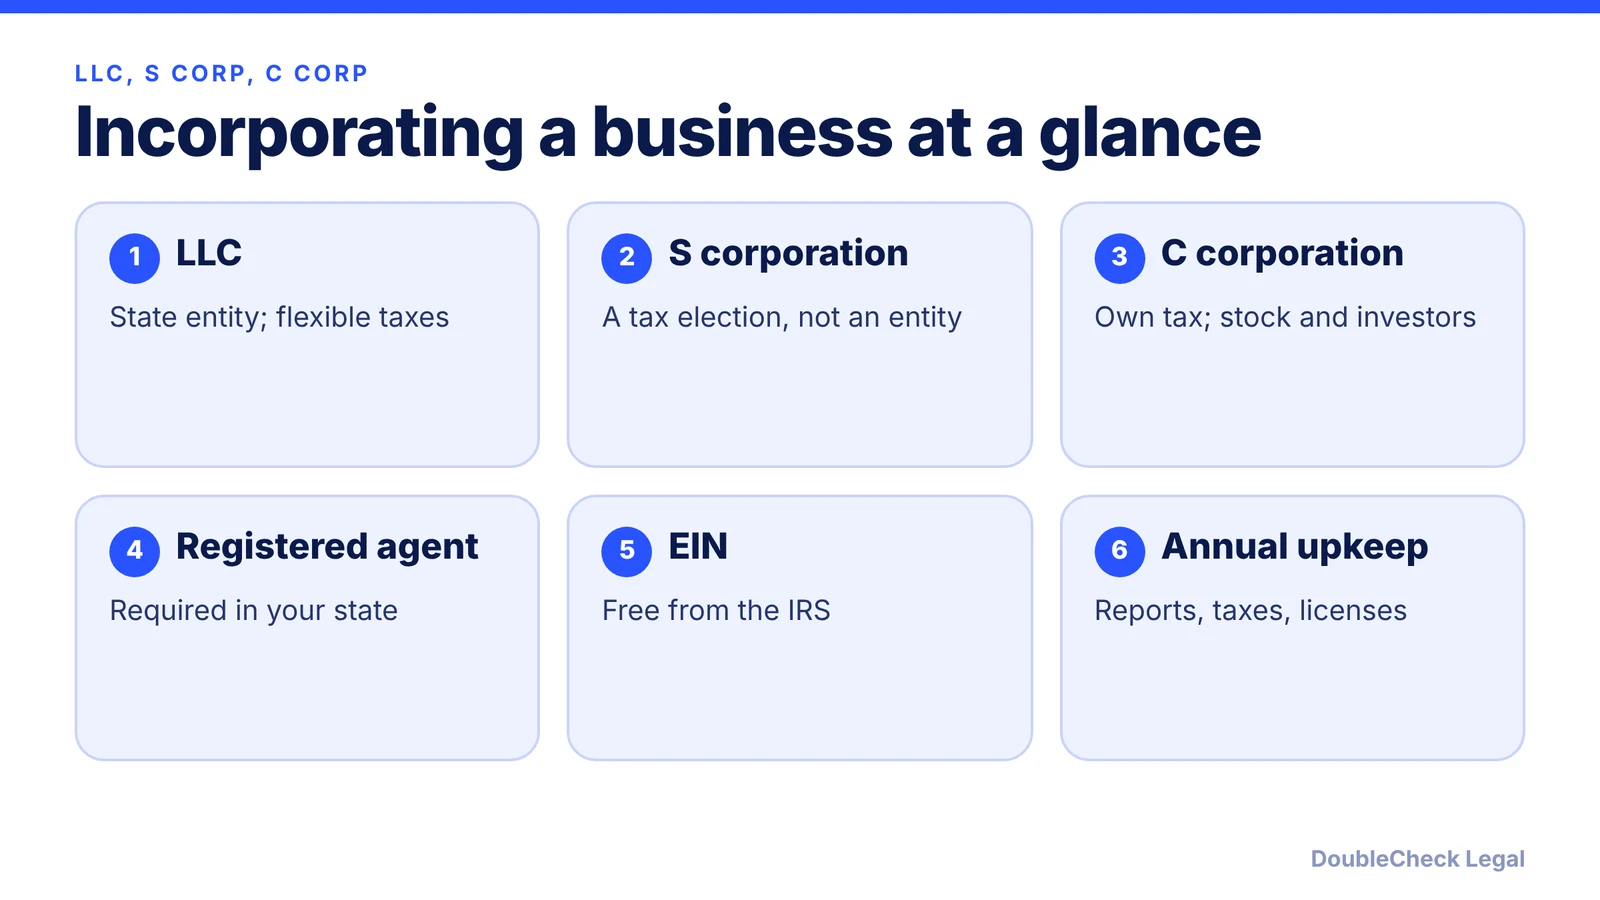 LLC, S CORP, C CORP
Incorporating a business at a glance
1 LLC
State entity; flexible taxes
2 S corporation
A tax election, not an entity
3 C corporation
Own tax; stock and investors
4 Registered agent
Required in your state
5 EIN
Free from the IRS
6 Annual upkeep
Reports, taxes, licenses
DoubleCheck Legal